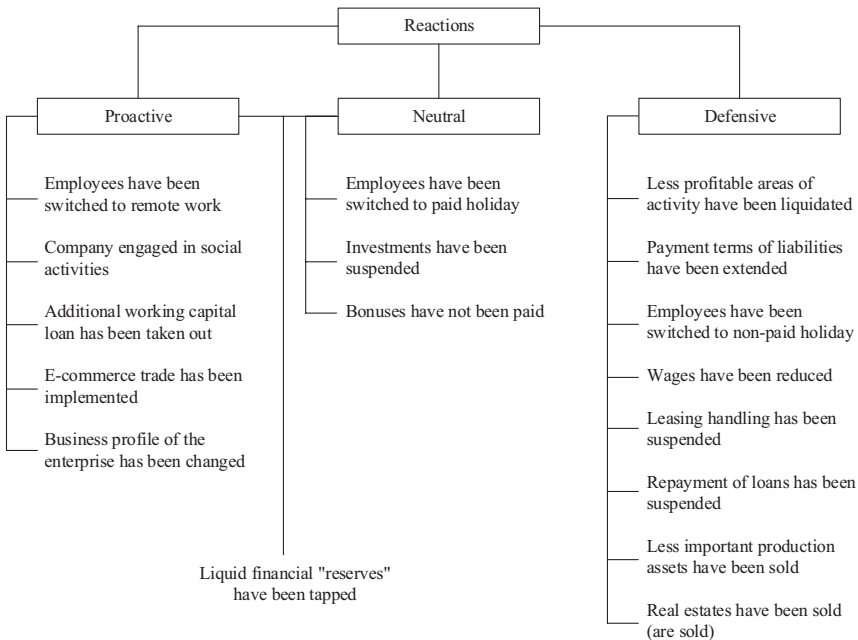 Reactions
Proactive
Neutral
Defensive
Employees have been
switched to remote work
Company engaged in social
activities
Additional working capital
loan has been taken out
E-commerce trade has been
implemented
Business profile of the
enterprise has been changed
Liquid financial "reserves"
have been tapped
Employees have been
switched to paid holiday
Investments have been
suspended
Bonuses have not been paid
Less profitable areas of
activity have been liquidated
Payment terms of liabilities
have been extended
Employees have been
switched to non-paid holiday
Wages have been reduced
Leasing handling has been
suspended
Repayment of loans has been
suspended
Less important production
assets have been sold
Real estates have been sold
(are sold)